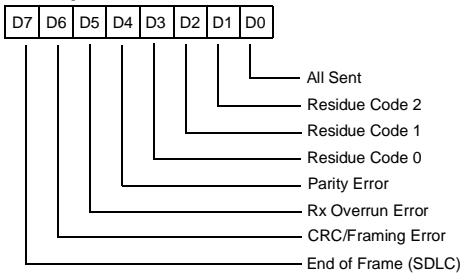 D7 D6 D5 D4 D3 D2 D1 D0
All Sent
Residue Code 2
Residue Code 1
Residue Code 0
Parity Error
Rx Overrun Error
CRC/Framing Error
End of Frame (SDLC)